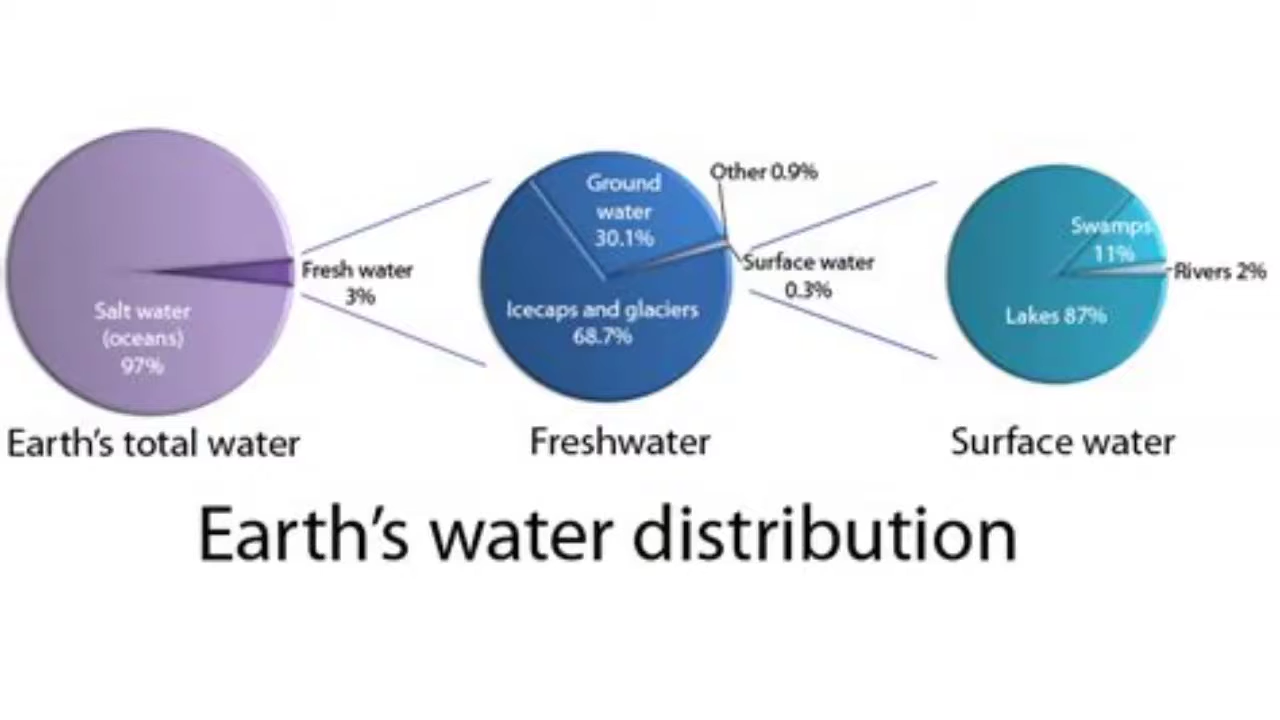 Salt water
(oceans)
97%
Fresh water
3%
Earth's total water
Ground
water
30.1%
Other 0.9%
Surface water
0.3%
Icecaps and glaciers
68.7%
Freshwater
Swamps
11%
Rivers 2%
Lakes 87%
Surface water
Earth's water distribution